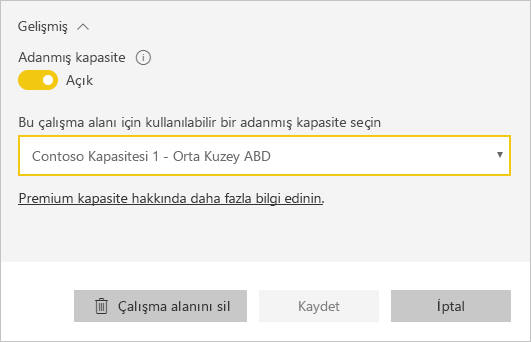 Gelişmiş
Adanmış kapasite
Açık
Bu çalışma alanı için kullanılabilir bir adanmış kapasite seçin
Contoso Kapasitesi 1 - Orta Kuzey ABD
Premium kapasite hakkında daha fazla bilgi edinin.
Çalışma alanını sil Kaydet İptal